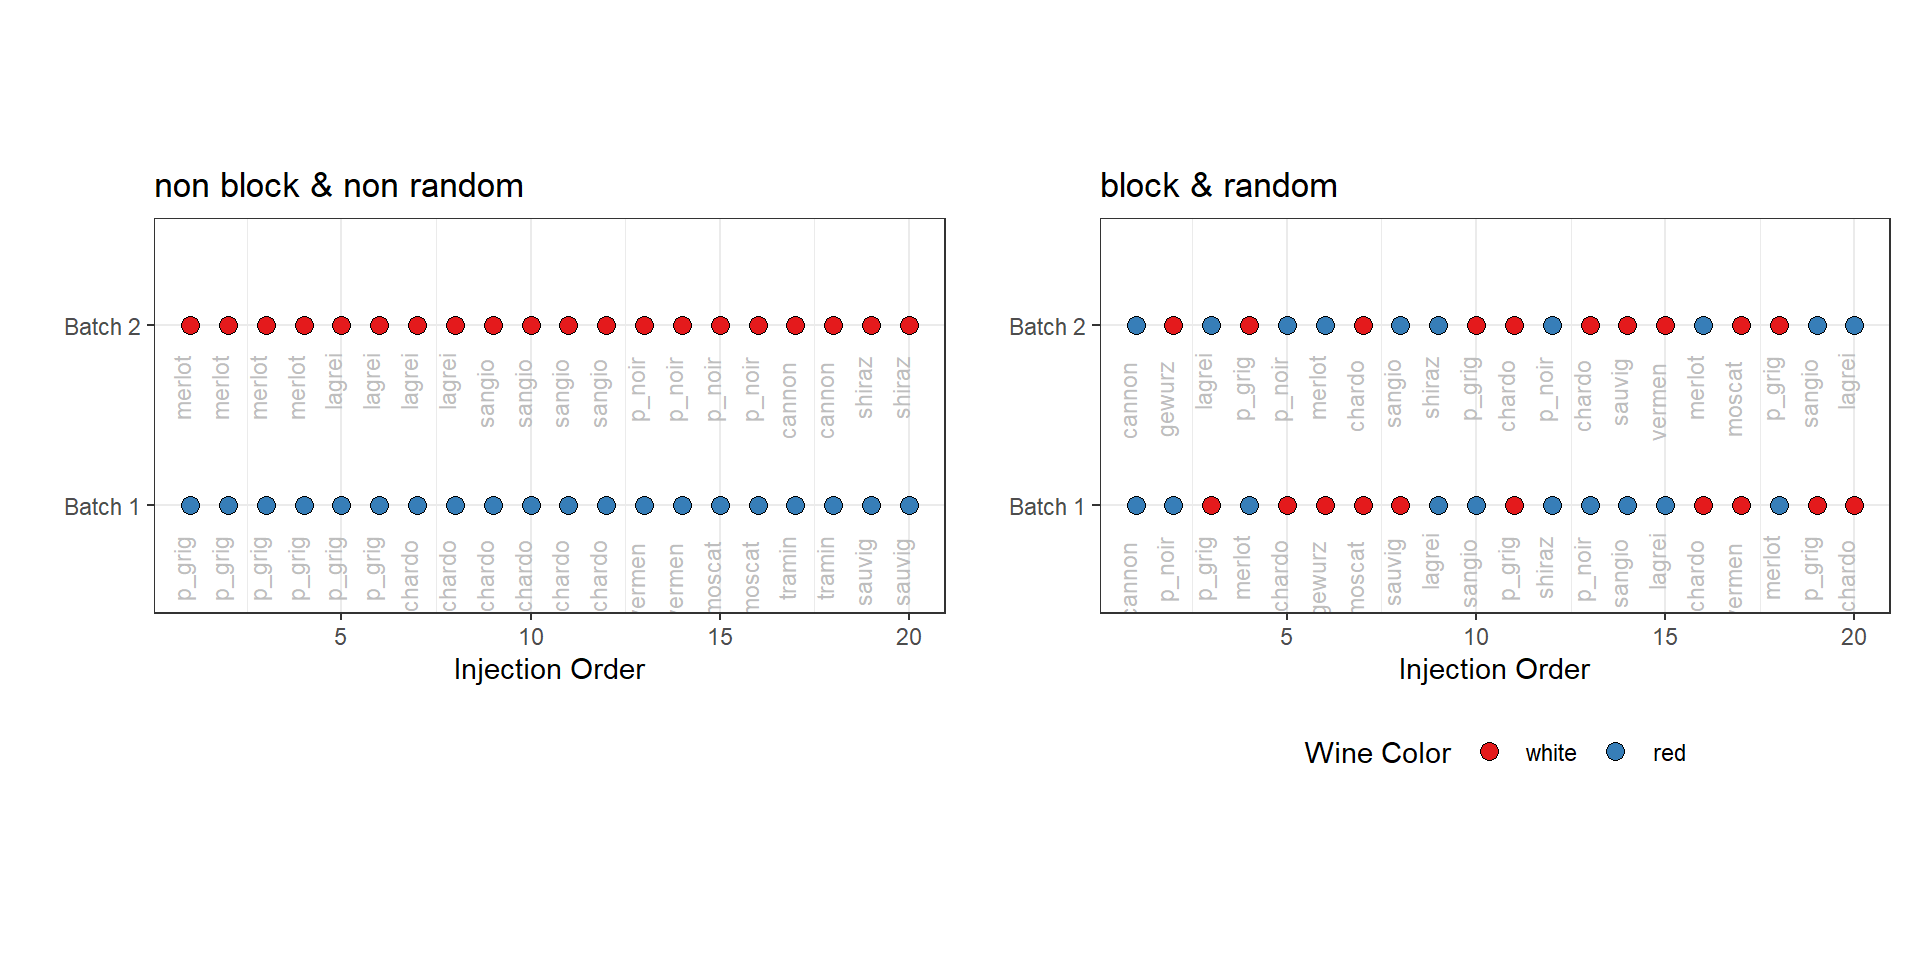 non block & non random
Batch 2
merlot merlot merlot merlot lagrei lagrei lagrei lagrei sangio sangio sangio sangio p_noir p_noir p_noir p_noir cannon cannon shiraz shiraz
Batch 1
p_grig p_grig p_grig p_grig p_grig p_grig chardo chardo chardo chardo chardo chardo vermen vermen moscat moscat tramin tramin sauvig sauvig
5 10 15 20
Injection Order
block & random
Batch 2
cannon gewurz lagrei p_grig p_noir merlot chardo sangio shiraz p_grig chardo p_noir chardo sauvig vermen merlot moscat p_grig sangio lagrei
Batch 1
cannon p_noir p_grig merlot chardo gewurz moscat sauvig lagrei sangio p_grig shiraz p_noir sangio lagrei chardo vermen merlot p_grig chardo
5 10 15 20
Injection Order
Wine Color white red